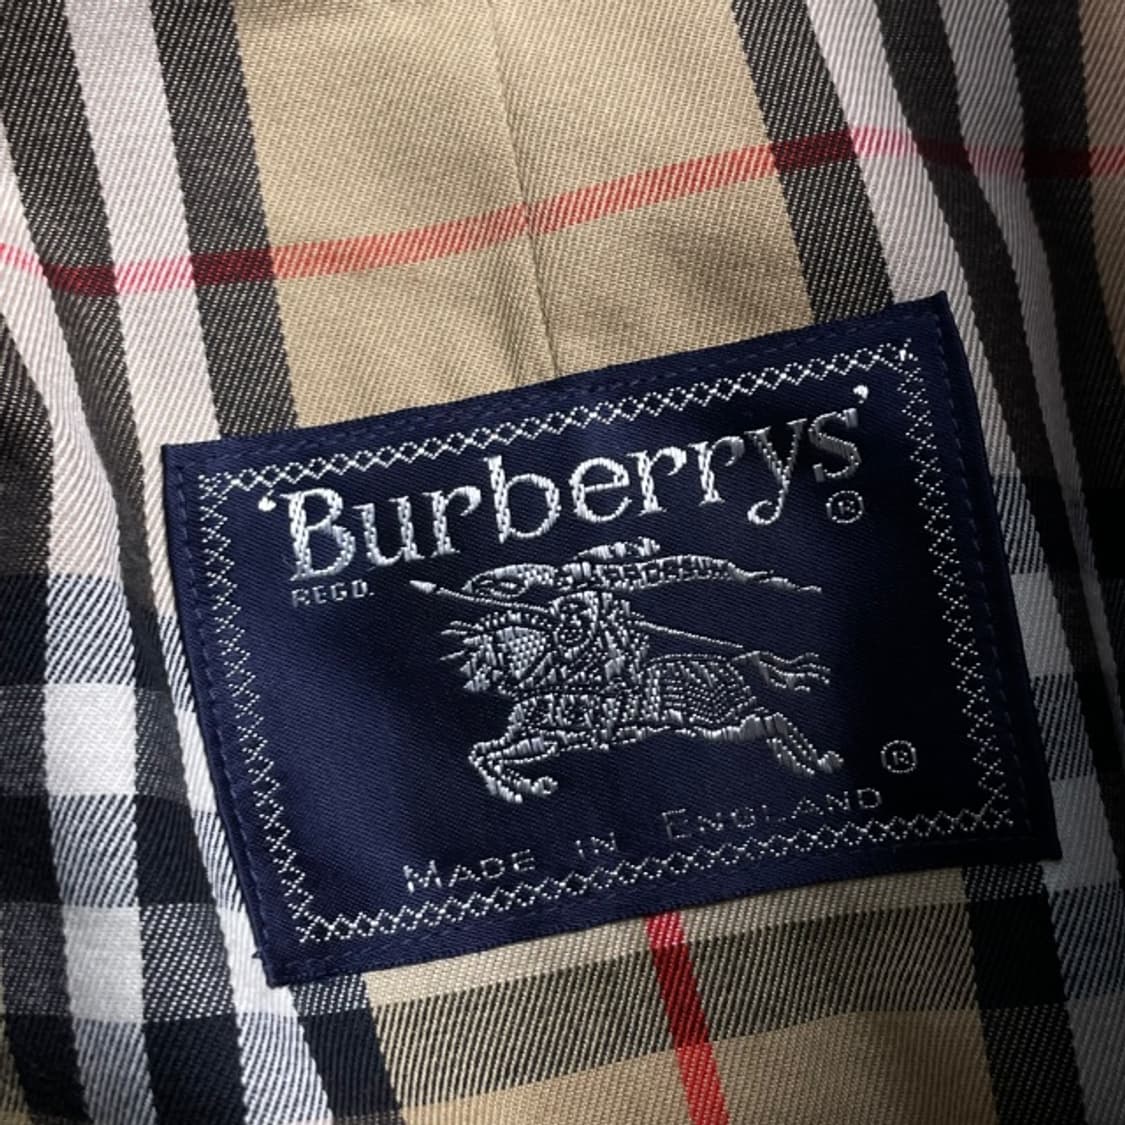 ‘Burberrys’®
REGD.
®
MADE IN ENGLAND